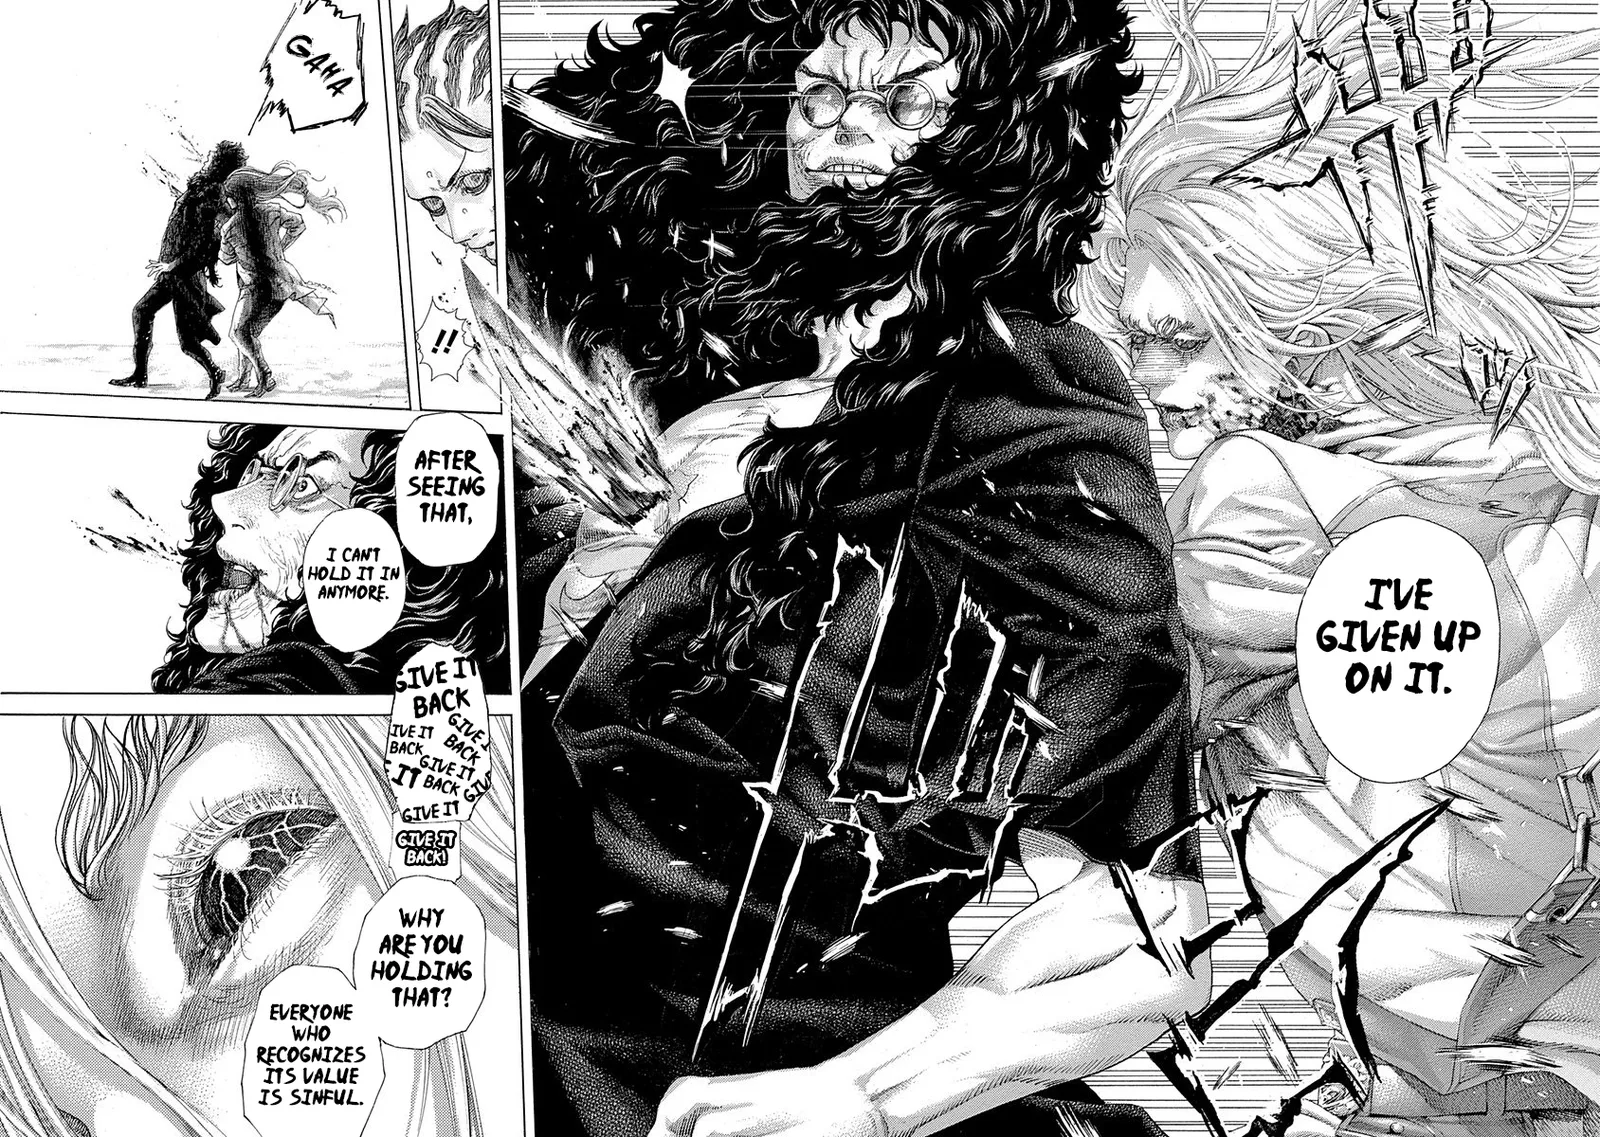 I'VE
GIVEN UP
ON IT.
!!
GAHA
AFTER
SEEING
THAT,
I CAN'T
HOLD IT IN
ANYMORE.
GIVE IT
BACK
GIVE I
BACK
IVE IT
BACK
GIVE IT
BACK
E IT
GIV
GIVE IT
GIVE IT
BACK!
WHY
ARE YOU
HOLDING
THAT?
EVERYONE
WHO
RECOGNIZES
ITS VALUE
IS SINFUL.